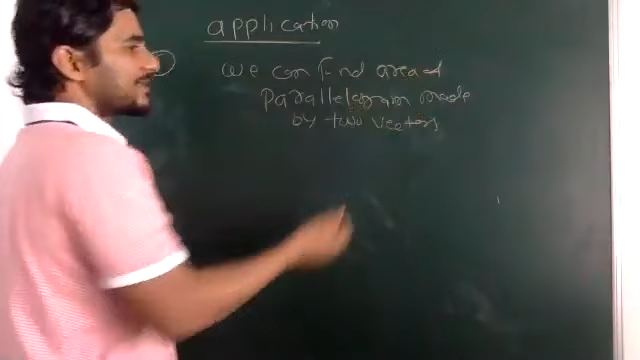 application
we can find area of
parallelogram made
by two vectors